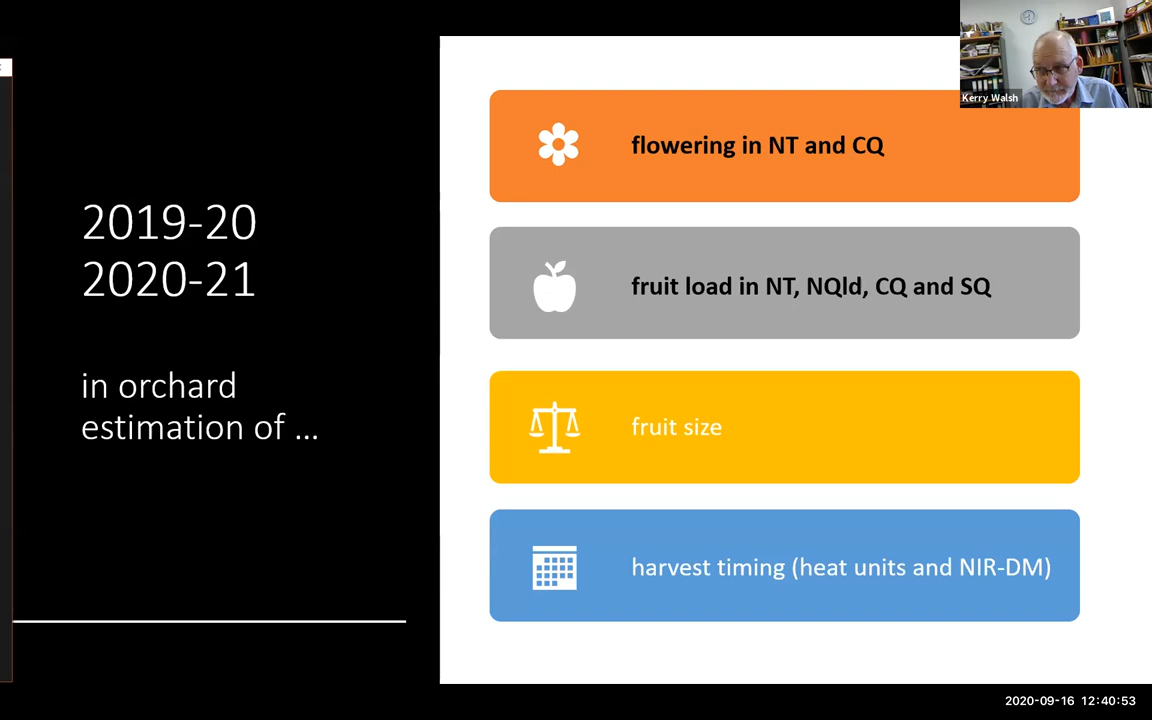 2019-20
2020-21
in orchard
estimation of ...
flowering in NT and CQ
fruit load in NT, NQld, CQ and SQ
fruit size
harvest timing (heat units and NIR-DM)
Kerry Walsh
2020-09-16 12:40:53